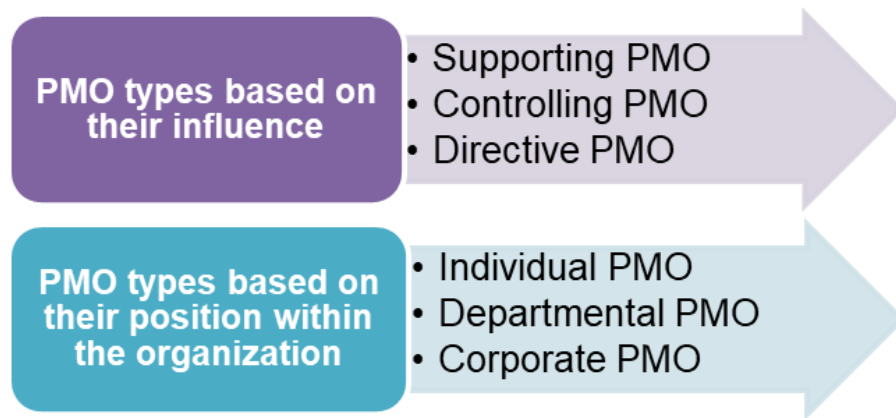 PMO types based on
their influence
• Supporting PMO
• Controlling PMO
• Directive PMO
PMO types based on
their position within
the organization
• Individual PMO
• Departmental PMO
• Corporate PMO